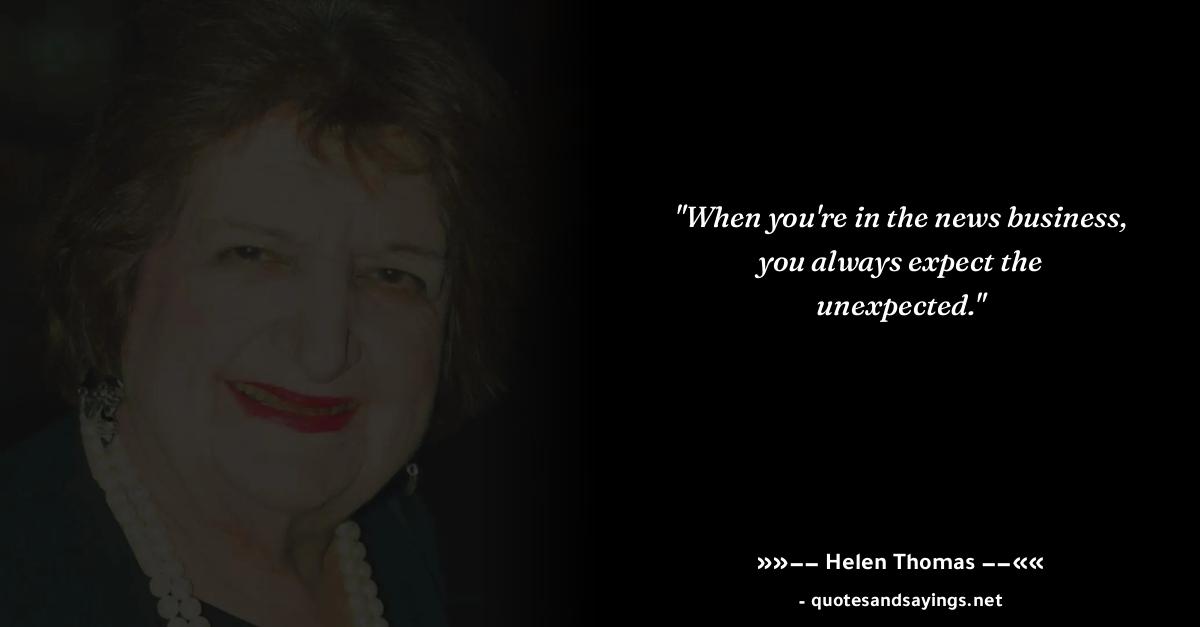 "When you're in the news business,
you always expect the
unexpected."
»»−− Helen Thomas −−««
- quotesandsayings.net